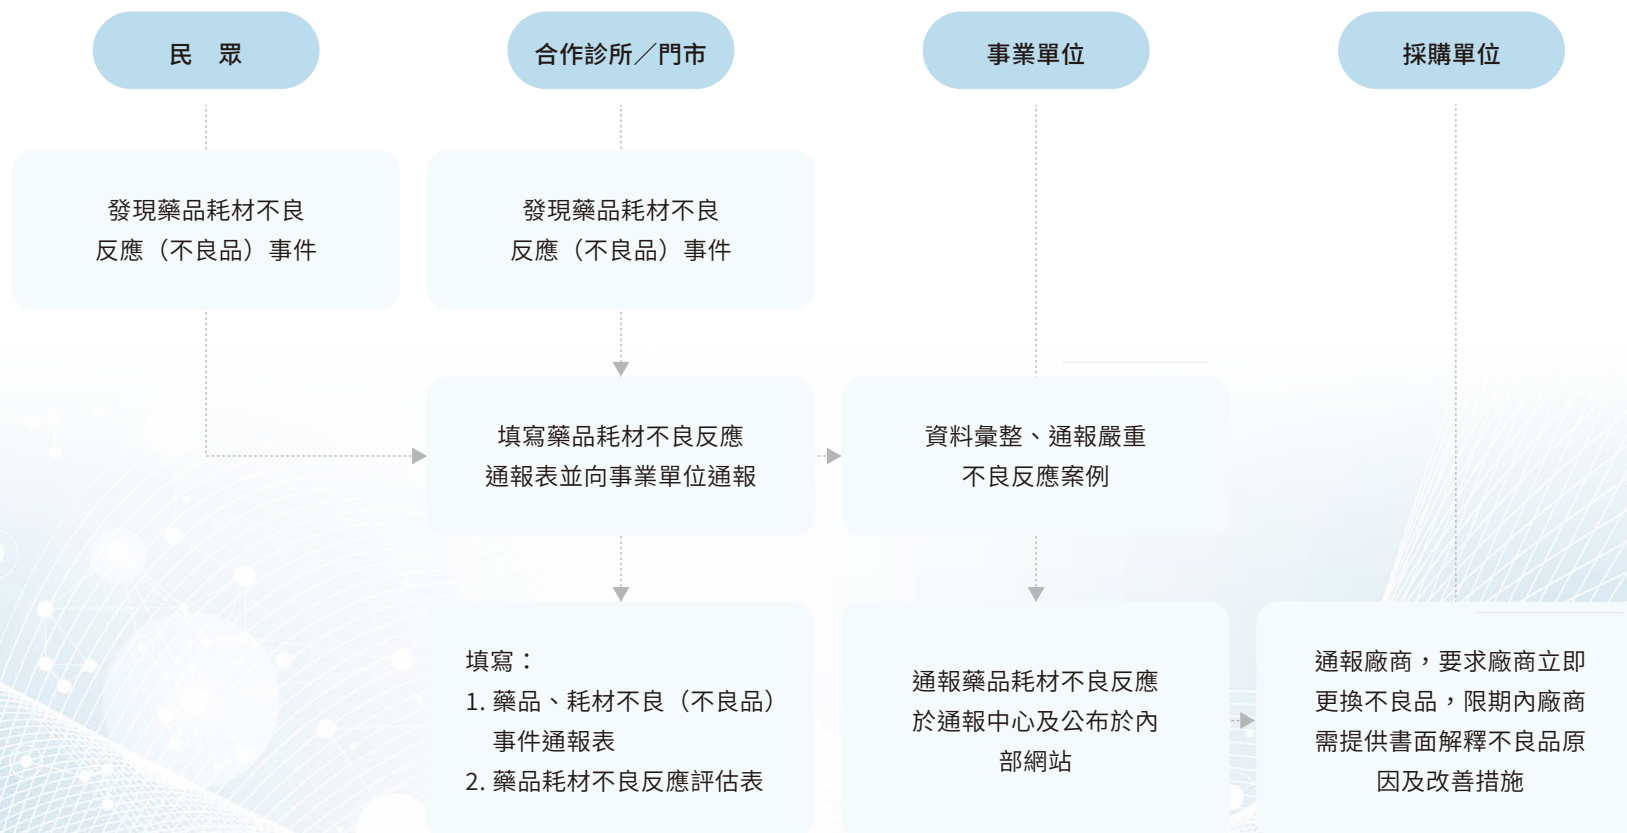 民 眾
合作診所／門市
事業單位
採購單位
發現藥品耗材不良
反應（不良品）事件
發現藥品耗材不良
反應（不良品）事件
填寫藥品耗材不良反應
通報表並向事業單位通報
資料彙整、通報嚴重
不良反應案例
填寫：
1. 藥品、耗材不良（不良品）
事件通報表
2. 藥品耗材不良反應評估表
通報藥品耗材不良反應
於通報中心及公布於內
部網站
通報廠商，要求廠商立即
更換不良品，限期內廠商
需提供書面解釋不良品原
因及改善措施